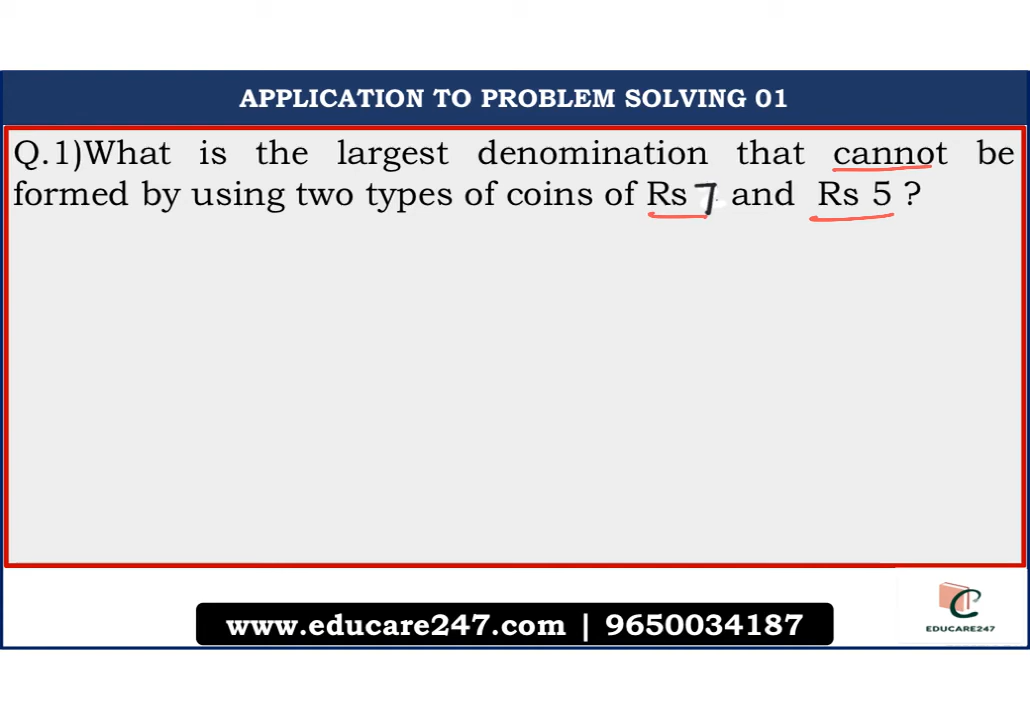 APPLICATION TO PROBLEM SOLVING 01
Q.1)What is the largest denomination that cannot be
formed by using two types of coins of Rs 7 and Rs 5 ?
www.educare247.com | 9650034187
EDUCARE247